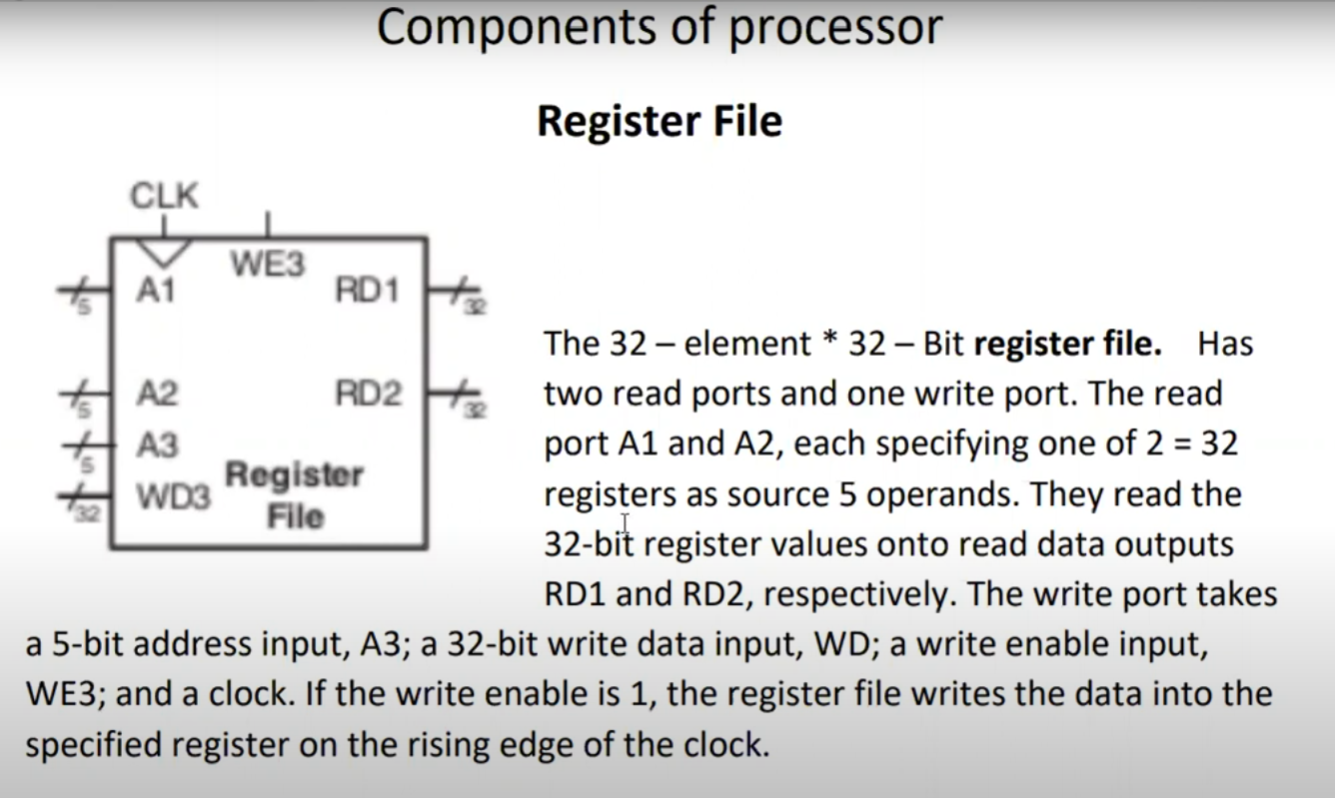 Components of processor
Register File
CLK
WE3
A1
RD1
5
32
A2
RD2
5
32
A3
5
WD3
32
Register
File
The 32 – element * 32 – Bit register file. Has
two read ports and one write port. The read
port A1 and A2, each specifying one of 2 = 32
registers as source 5 operands. They read the
32-bit register values onto read data outputs
RD1 and RD2, respectively. The write port takes
a 5-bit address input, A3; a 32-bit write data input, WD; a write enable input,
WE3; and a clock. If the write enable is 1, the register file writes the data into the
specified register on the rising edge of the clock.